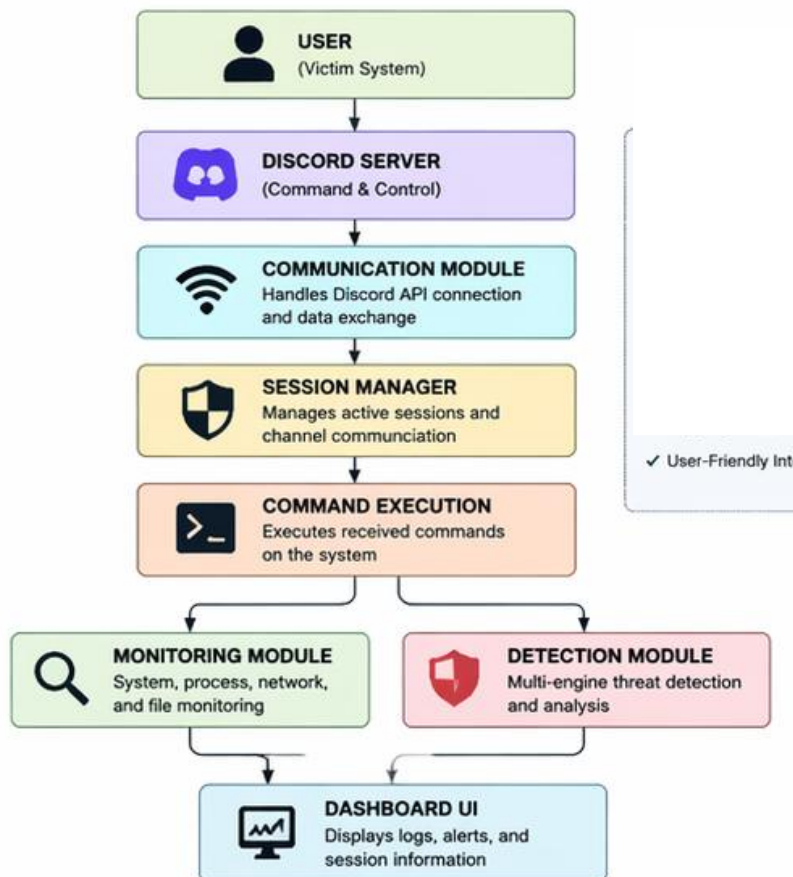 USER
(Victim System)
DISCORD SERVER
(Command & Control)
COMMUNICATION MODULE
Handles Discord API connection
and data exchange
SESSION MANAGER
Manages active sessions and
channel communciation
COMMAND EXECUTION
Executes received commands
on the system
✓ User-Friendly Int
MONITORING MODULE
System, process, network,
and file monitoring
DETECTION MODULE
Multi-engine threat detection
and analysis
DASHBOARD UI
Displays logs, alerts, and
session information